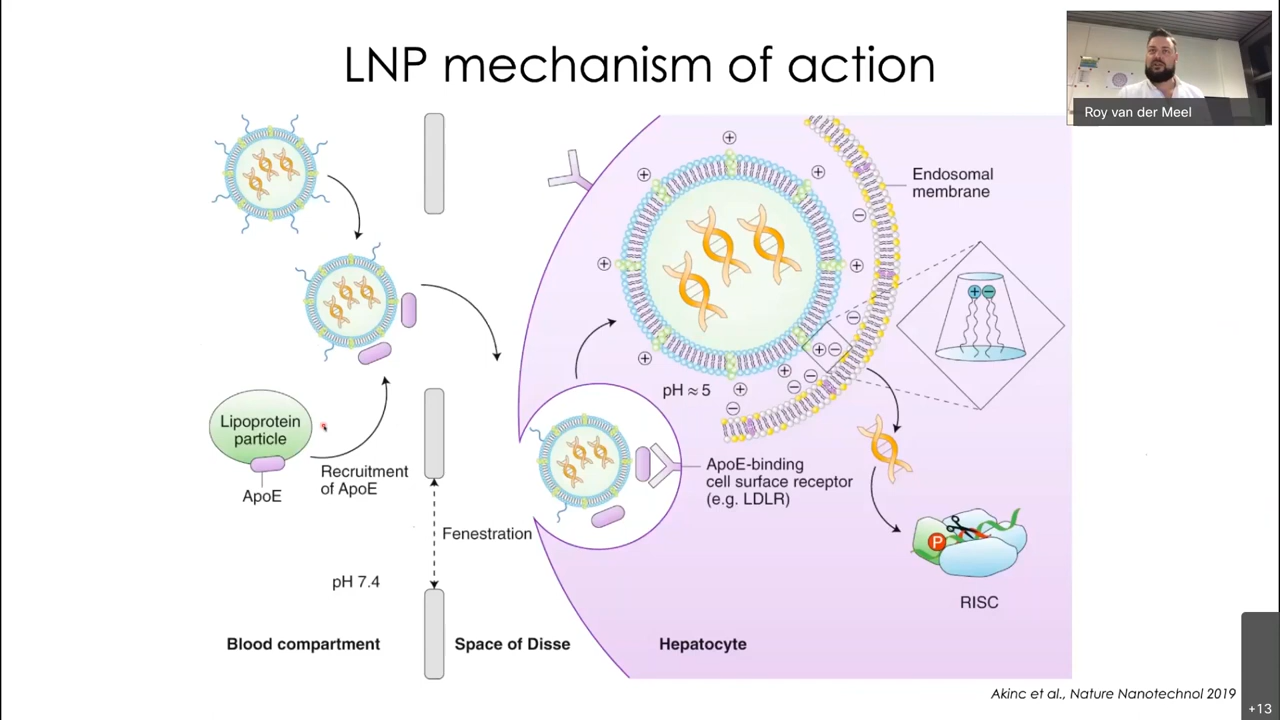 LNP mechanism of action
Roy van der Meel
Endosomal
membrane
+
−
pH ≈ 5
Lipoprotein
particle
ApoE
Recruitment
of ApoE
ApoE-binding
cell surface receptor
(e.g. LDLR)
Fenestration
pH 7.4
P
RISC
Blood compartment
Space of Disse
Hepatocyte
Akinc et al., Nature Nanotechnol 2019
+13